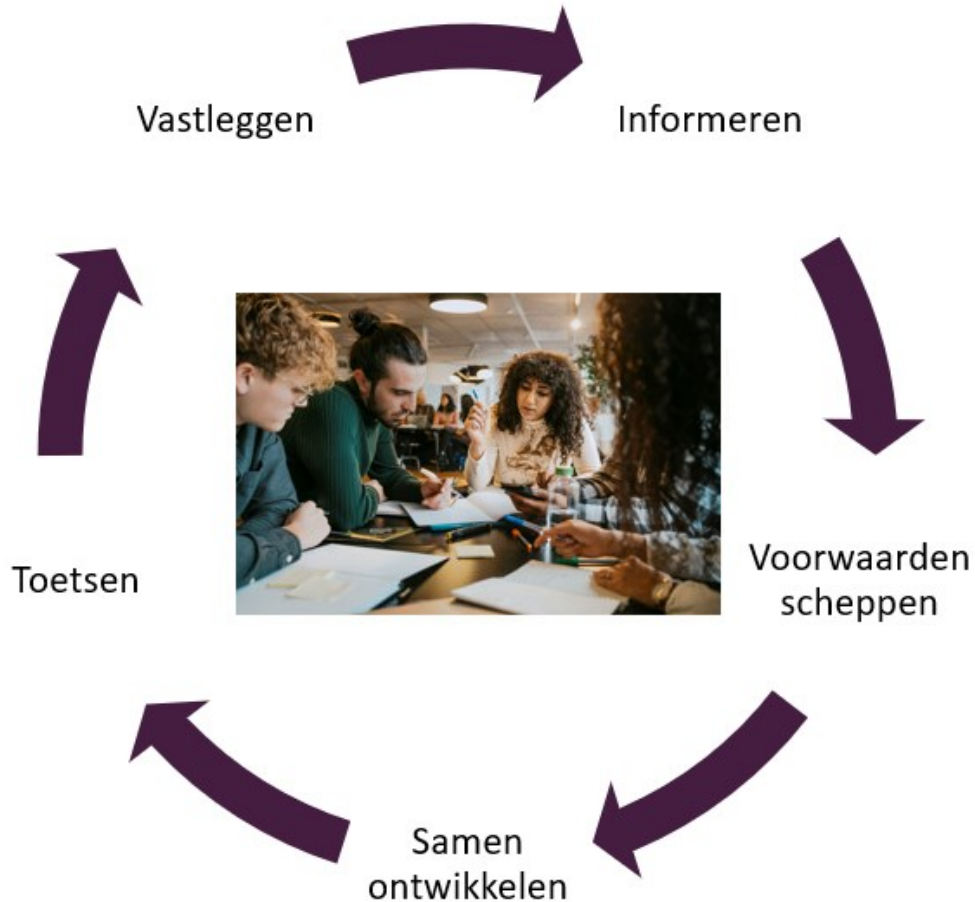 Vastleggen
Informeren
Voorwaarden
scheppen
Samen
ontwikkelen
Toetsen